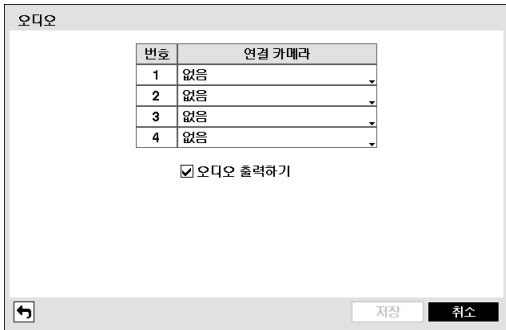 오디오
번호 연결 카메라
1 없음
2 없음
3 없음
4 없음
오디오 출력하기
저장 취소